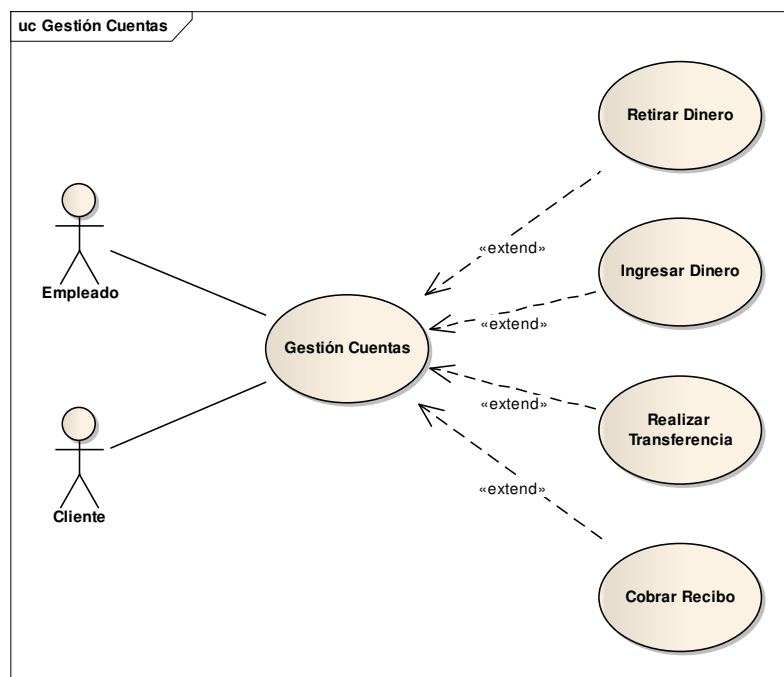 uc Gestión Cuentas
Retirar Dinero
«extend»
Ingresar Dinero
Empleado
«extend»
Gestión Cuentas
«extend»
Realizar
Transferencia
«extend»
Cliente
Cobrar Recibo